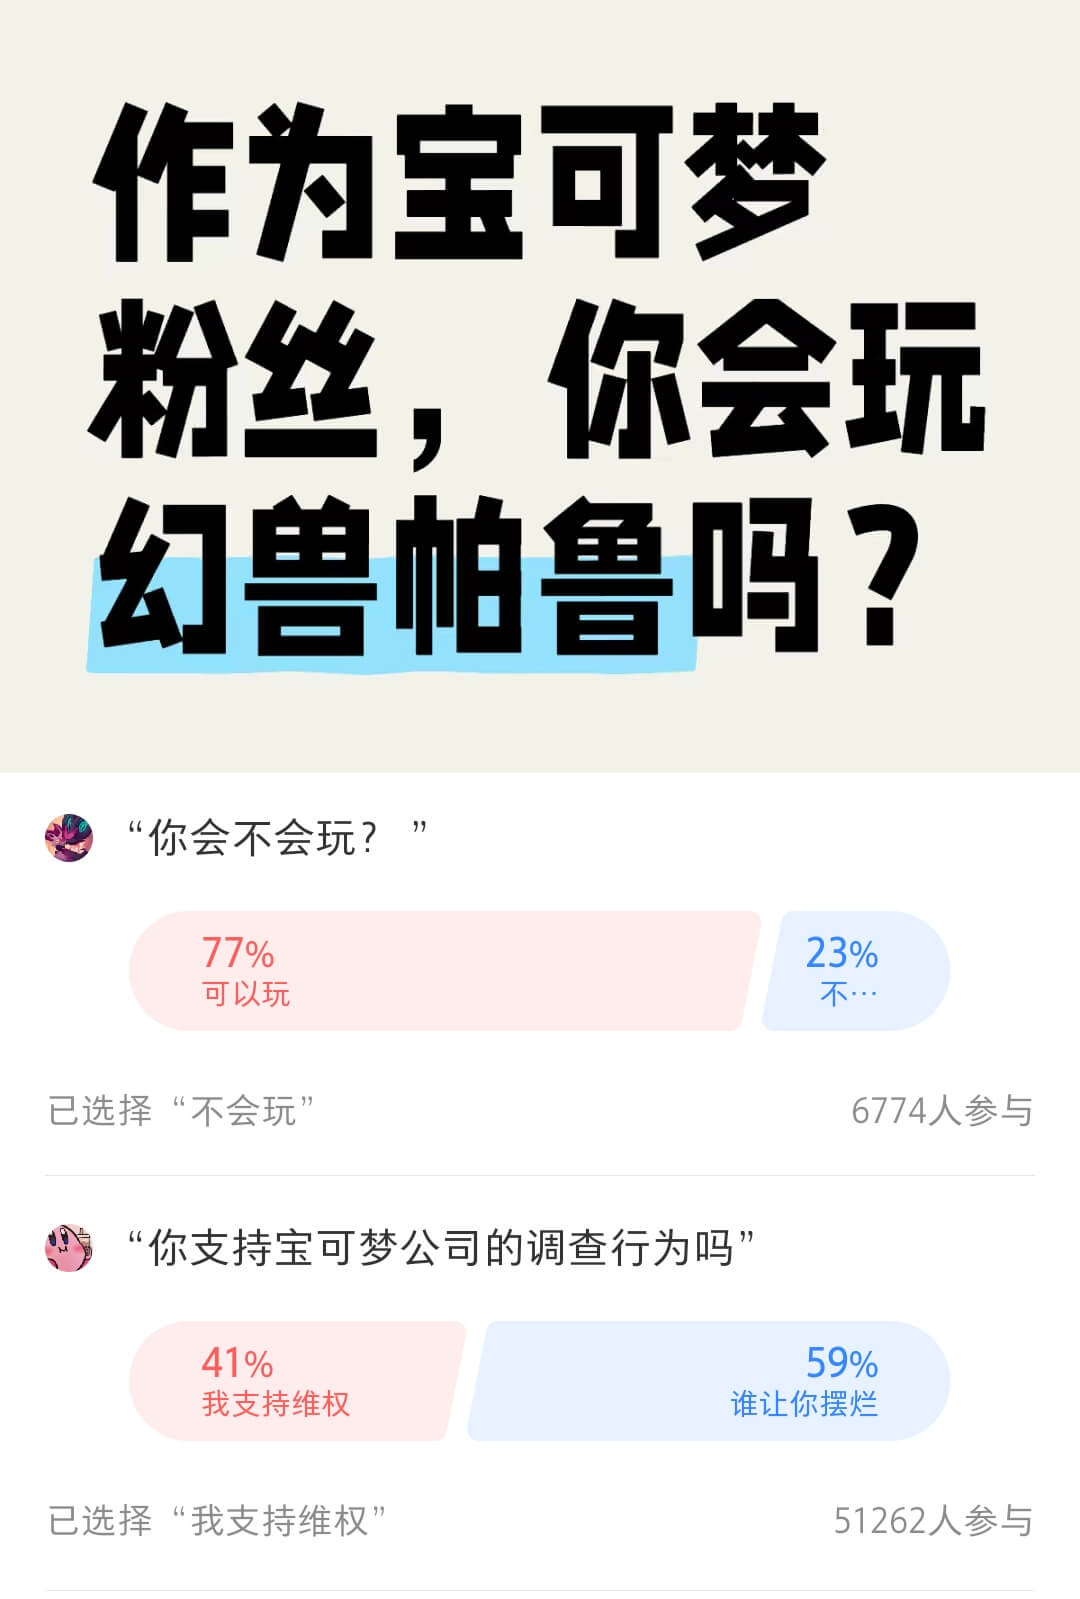 作为宝可梦
粉丝，你会玩
幻兽帕鲁吗？
“你会不会玩？ ”
77%
可以玩
23%
不…
已选择“不会玩”
6774人参与
“你支持宝可梦公司的调查行为吗”
41%
我支持维权
59%
谁让你摆烂
已选择“我支持维权”
51262人参与